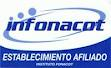 infonacot
ESTABLECIMIENTO AFILIADO
INSTITUTO FONACOT